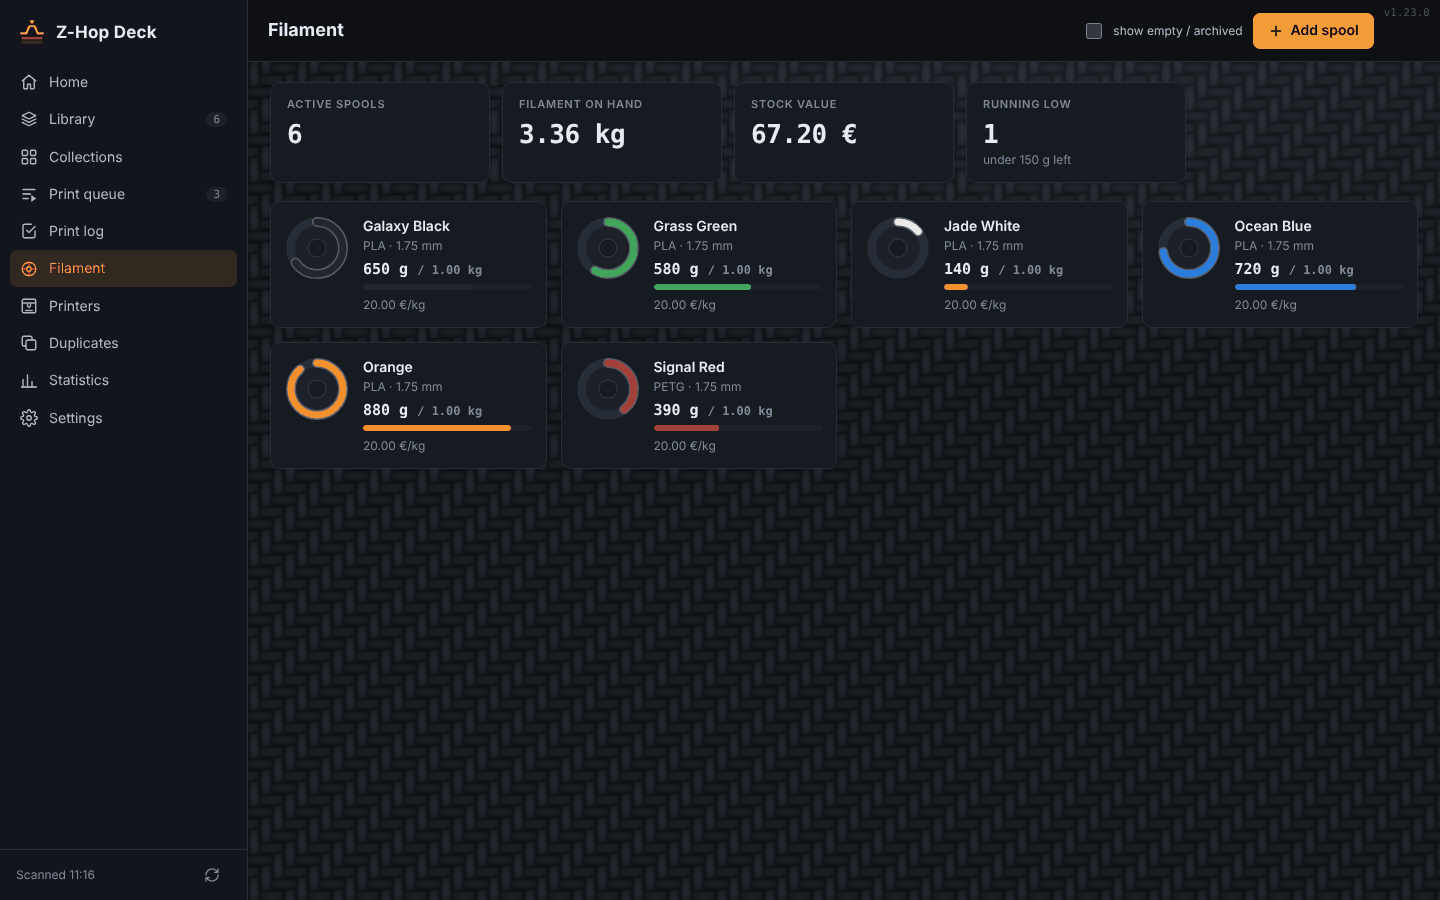 Z-Hop Deck
Home
Library 6
Collections
Print queue 3
Print log
Filament
Printers
Duplicates
Statistics
Settings
Scanned 11:16
Filament
show empty / archived
+ Add spool
v1.23.0
ACTIVE SPOOLS
6
FILAMENT ON HAND
3.36 kg
STOCK VALUE
67.20 €
RUNNING LOW
1
under 150 g left
Galaxy Black
PLA · 1.75 mm
650 g / 1.00 kg
20.00 €/kg
Grass Green
PLA · 1.75 mm
580 g / 1.00 kg
20.00 €/kg
Jade White
PLA · 1.75 mm
140 g / 1.00 kg
20.00 €/kg
Ocean Blue
PLA · 1.75 mm
720 g / 1.00 kg
20.00 €/kg
Orange
PLA · 1.75 mm
880 g / 1.00 kg
20.00 €/kg
Signal Red
PETG · 1.75 mm
390 g / 1.00 kg
20.00 €/kg